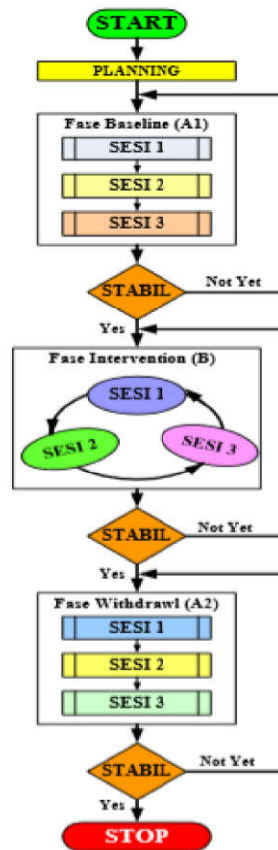 START
PLANNING
Fase Baseline (A1)
SESI 1
SESI 2
SESI 3
STABIL
Not Yet
Yes
Fase Intervention (B)
SESI 1
SESI 2
SESI 3
STABIL
Not Yet
Yes
Fase Withdrawl (A2)
SESI 1
SESI 2
SESI 3
STABIL
Not Yet
Yes
STOP